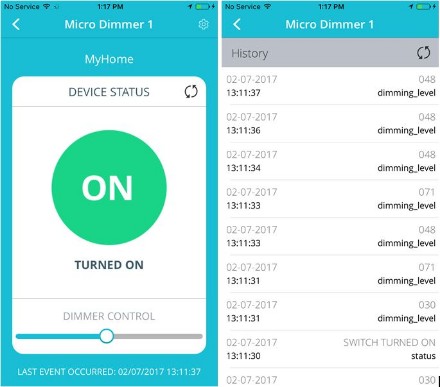 No Service 1:17 PM
Micro Dimmer 1
MyHome
DEVICE STATUS
ON
TURNED ON
DIMMER CONTROL
LAST EVENT OCCURRED: 02/07/2017 13:11:37
No Service 1:17 PM
Micro Dimmer 1
History
02-07-2017 048
13:11:37 dimming_level
02-07-2017 048
13:11:36 dimming_level
02-07-2017 048
13:11:34 dimming_level
02-07-2017 071
13:11:33 dimming_level
02-07-2017 048
13:11:33 dimming_level
02-07-2017 071
13:11:31 dimming_level
02-07-2017 030
13:11:31 dimming_level
02-07-2017 SWITCH TURNED ON
13:11:30 status
02-07-2017 030